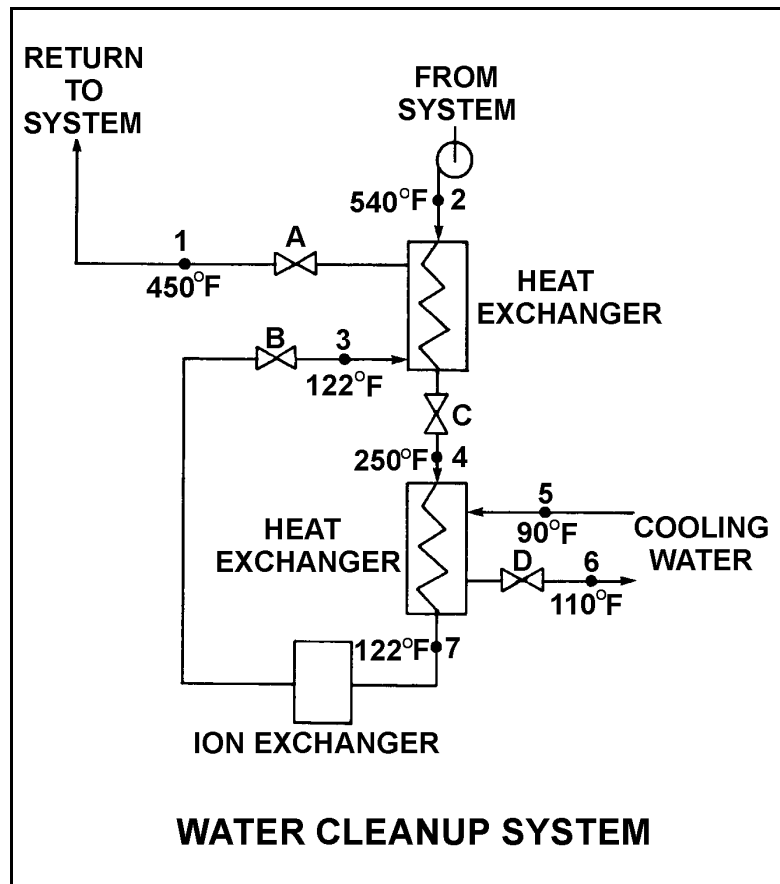 RETURN
TO
SYSTEM
FROM
SYSTEM
540°F 2
1
A
450°F
HEAT
EXCHANGER
B
3
122°F
C
250°F 4
HEAT
EXCHANGER
5
90°F
COOLING
WATER
D
6
110°F
122°F 7
ION EXCHANGER
WATER CLEANUP SYSTEM